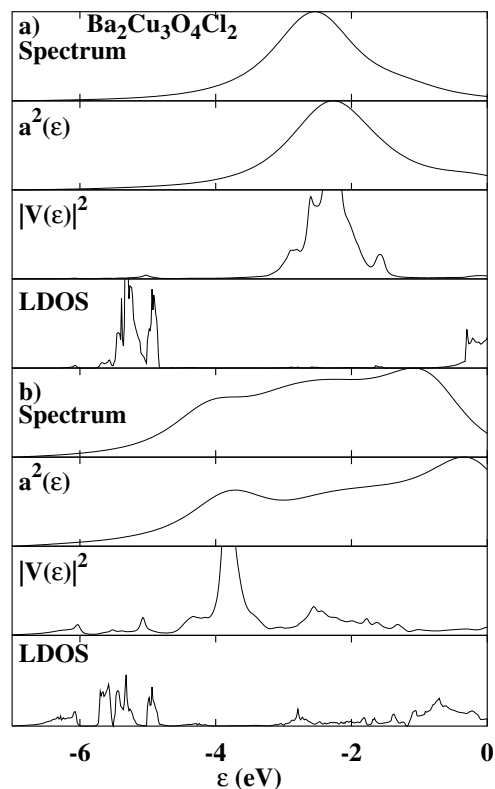 a) Ba₂Cu₃O₄Cl₂
Spectrum
a²(ε)
|V(ε)|²
LDOS
b)
Spectrum
a²(ε)
|V(ε)|²
LDOS
-6 -4 -2 0
ε (eV)